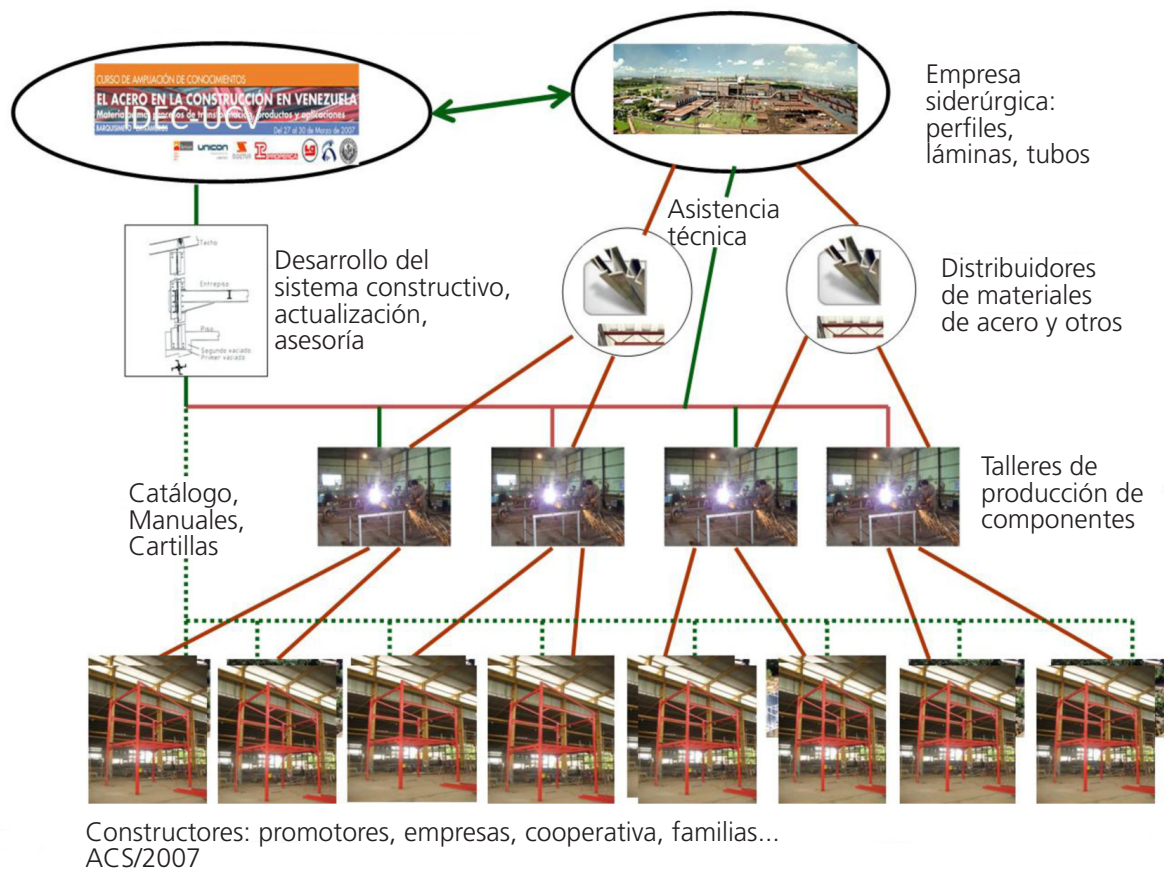 CURSO DE AMPLIACIÓN DE CONOCIMIENTOS
EL ACERO EN LA CONSTRUCCIÓN EN VENEZUELA
IDEC-UCV
productos y aplicaciones
BARQUISIMETO
Del 27 al 30 de Marzo de 2007
UNICON
Empresa
siderúrgica:
perfiles,
láminas, tubos
Asistencia
técnica
Techo
Entrepiso
Piso
Segundo vaciado
Primer vaciado
Desarrollo del
sistema constructivo,
actualización,
asesoría
Distribuidores
de materiales
de acero y otros
Catálogo,
Manuales,
Cartillas
Talleres de
producción de
componentes
Constructores: promotores, empresas, cooperativa, familias...
ACS/2007